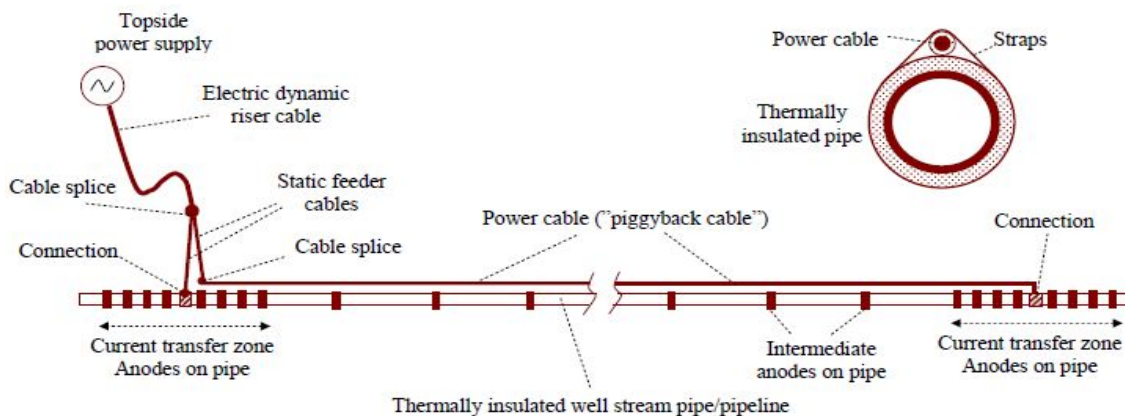 Topside
power supply
Electric dynamic
riser cable
Cable splice
Static feeder
cables
Connection
Cable splice
Power cable ("piggyback cable")
Power cable
Straps
Thermally
insulated pipe
Connection
Current transfer zone
Anodes on pipe
Intermediate
anodes on pipe
Current transfer zone
Anodes on pipe
Thermally insulated well stream pipe/pipeline